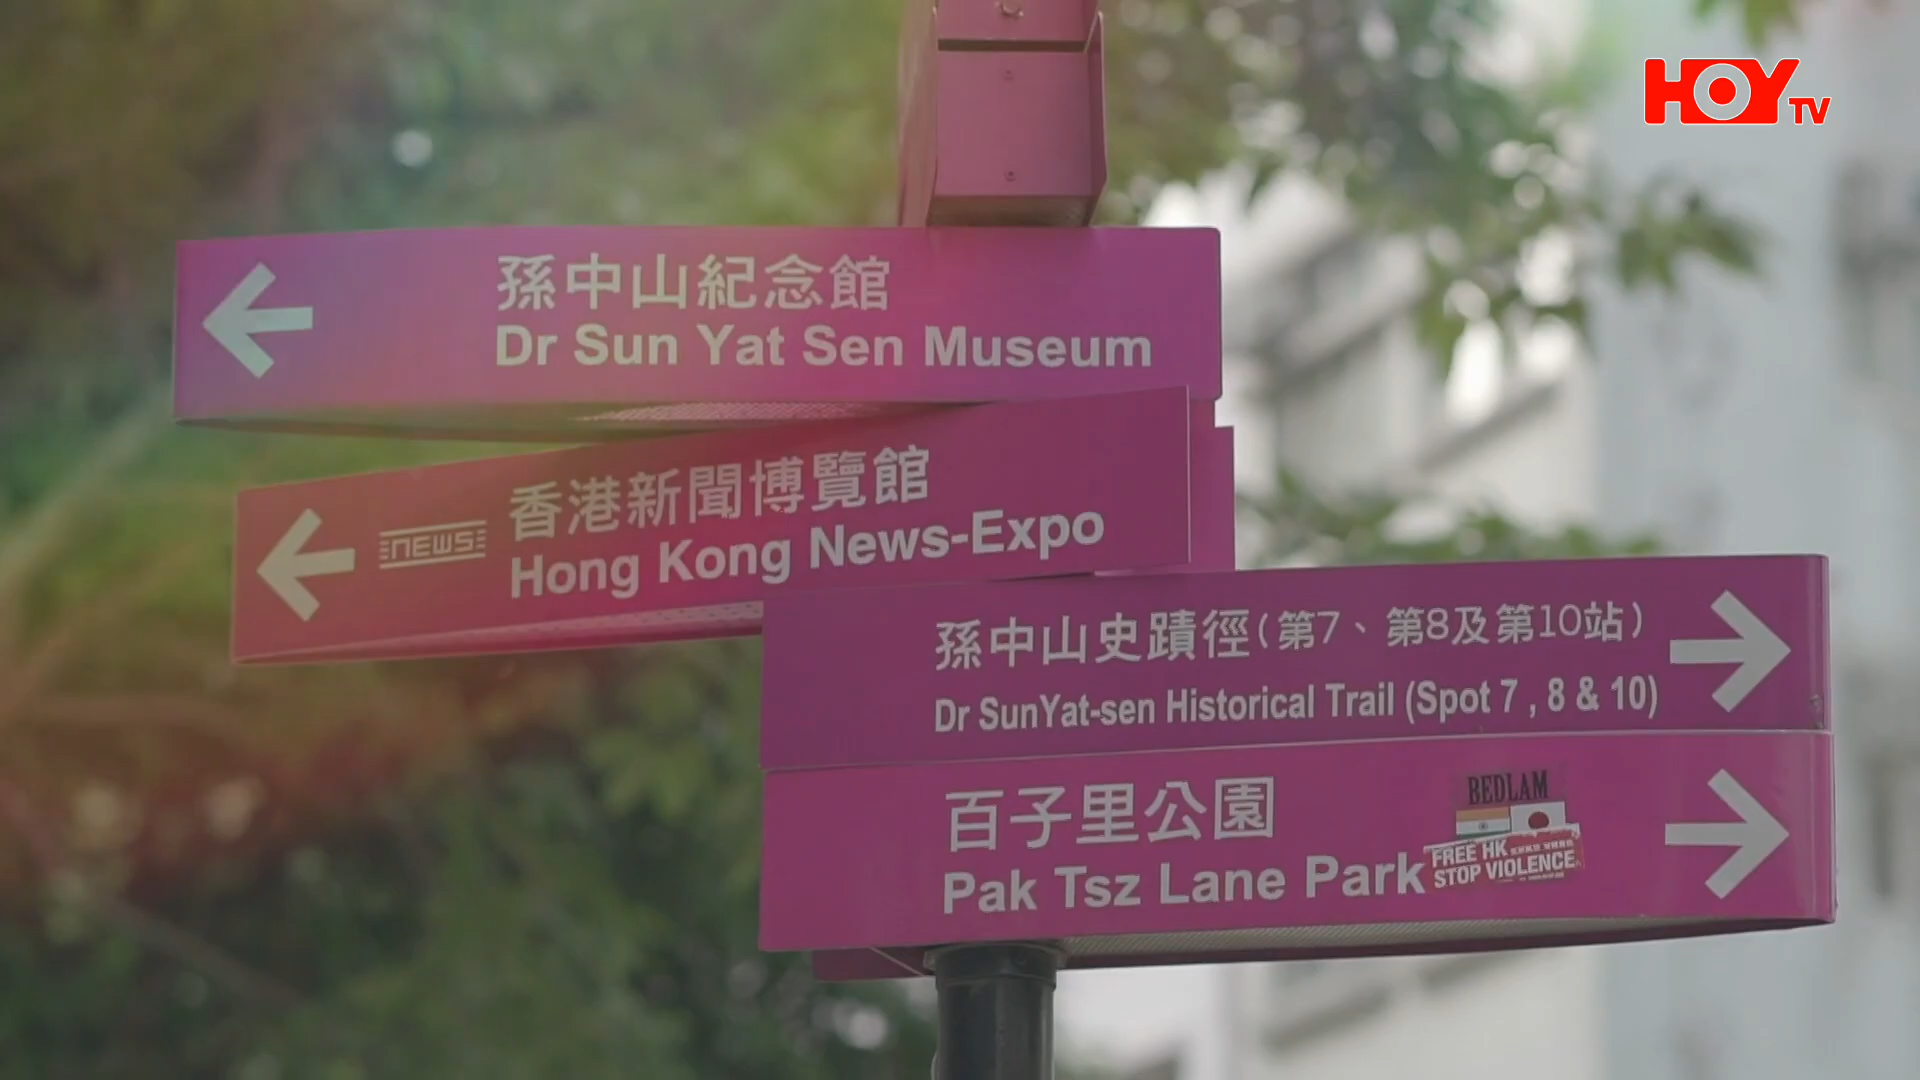 HOY TV
孫中山紀念館
Dr Sun Yat Sen Museum
NEWS
香港新聞博覽館
Hong Kong News-Expo
孫中山史蹟徑(第7、第8及第10站)
Dr SunYat-sen Historical Trail (Spot 7 , 8 & 10)
百子里公園
Pak Tsz Lane Park
BEDLAM
FREE HK
STOP VIOLENCE